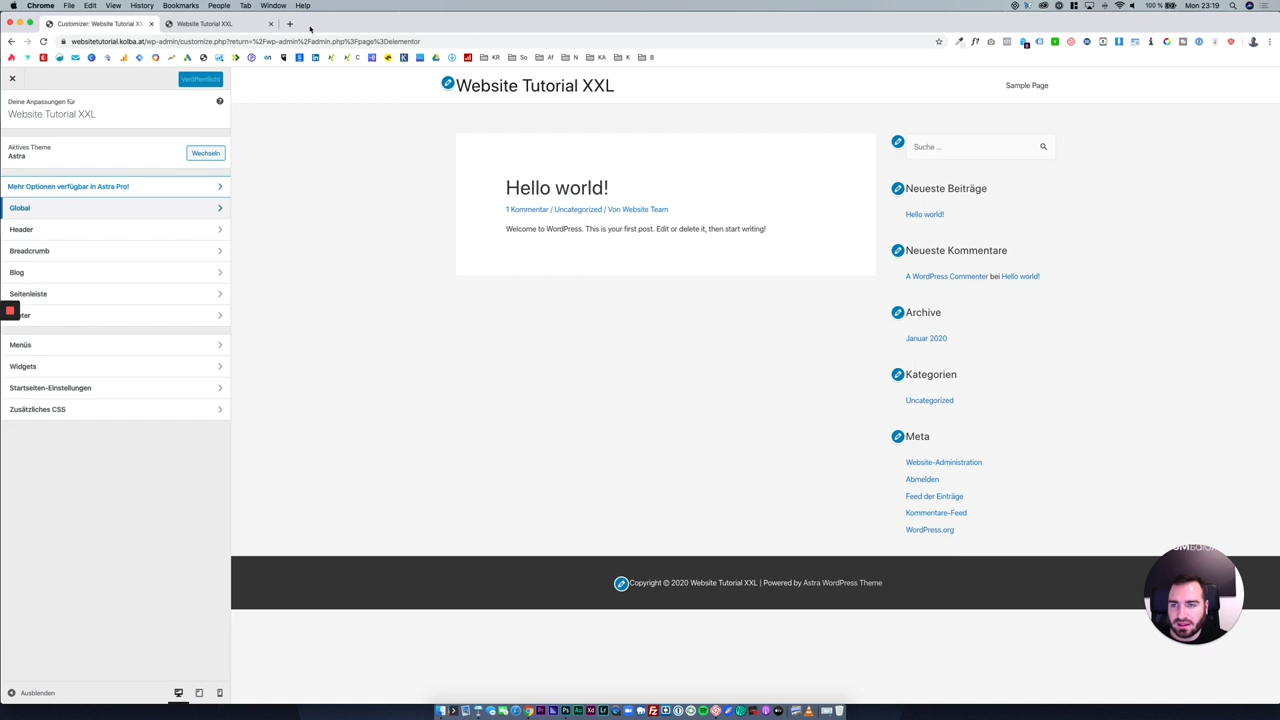 Chrome File Edit View History Bookmarks People Tab Window Help
100 % Mon 23:19
Customizer: Website Tutorial XX
Website Tutorial XXL
websitetutorial.kolba.at/wp-admin/customize.php?return=%2Fwp-admin%2Fadmin.php%3Fpage%3Delementor
C KR So Af N KA K B
Veröffentlicht
Deine Anpassungen für
Website Tutorial XXL
Aktives Theme
Astra
Wechseln
Mehr Optionen verfügbar in Astra Pro!
Global
Header
Breadcrumb
Blog
Seitenleiste
Menüs
Widgets
Startseiten-Einstellungen
Zusätzliches CSS
Ausblenden
Website Tutorial XXL
Sample Page
Hello world!
1 Kommentar / Uncategorized / Von Website Team
Welcome to WordPress. This is your first post. Edit or delete it, then start writing!
Suche ...
Neueste Beiträge
Hello world!
Neueste Kommentare
A WordPress Commenter bei Hello world!
Archive
Januar 2020
Kategorien
Uncategorized
Meta
Website-Administration
Abmelden
Feed der Einträge
Kommentare-Feed
WordPress.org
Copyright © 2020 Website Tutorial XXL | Powered by Astra WordPress Theme